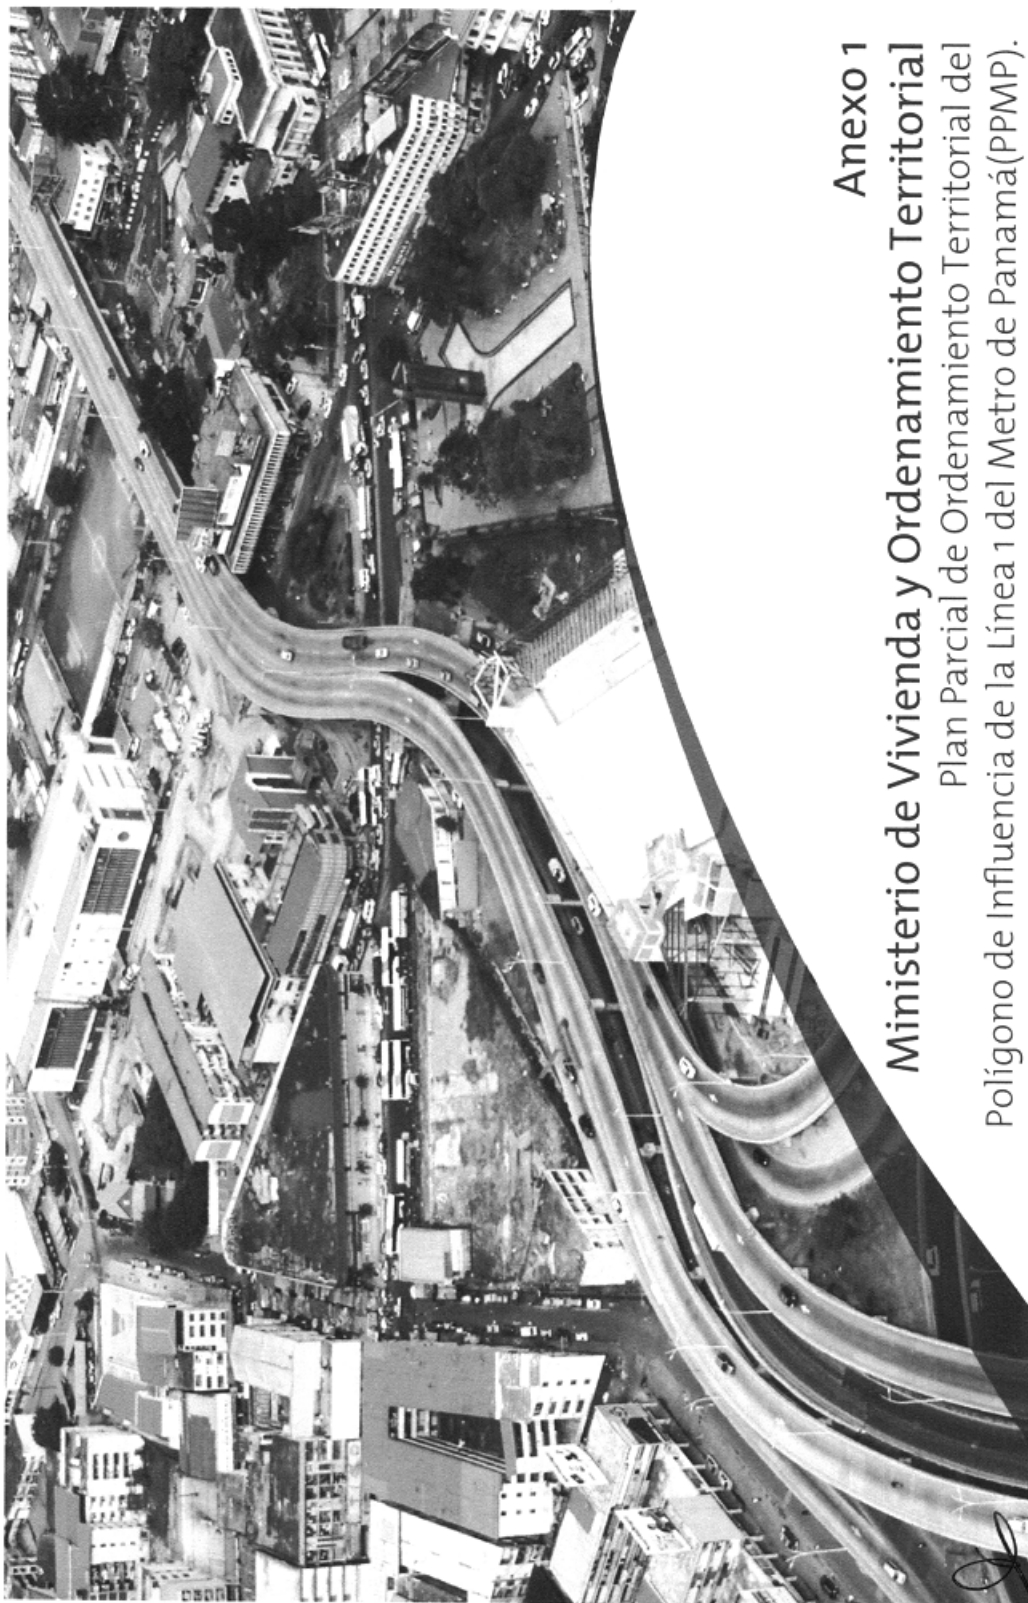 Anexo 1
Ministerio de Vivienda y Ordenamiento Territorial
Plan Parcial de Ordenamiento Territorial del
Polígono de Influencia de la Línea 1 del Metro de Panamá(PPMP).